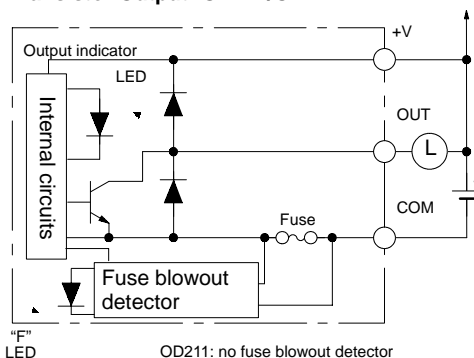 +V
Output indicator
LED
OUT
Internal circuits
L
COM
Fuse
Fuse blowout
detector
"F"
LED
OD211: no fuse blowout detector